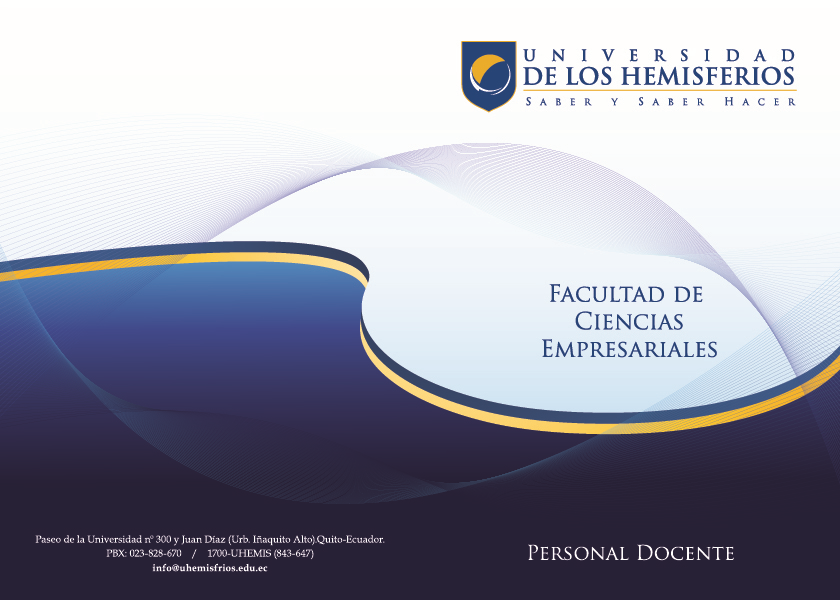 UNIVERSIDAD
DE LOS HEMISFERIOS
SABER Y SABER HACER
FACULTAD DE
CIENCIAS
EMPRESARIALES
Paseo de la Universidad nº 300 y Juan Díaz (Urb. Iñaquito Alto).Quito-Ecuador.
PBX: 023-828-670 / 1700-UHEMIS (843-647)
info@uhemisfrios.edu.ec
PERSONAL DOCENTE